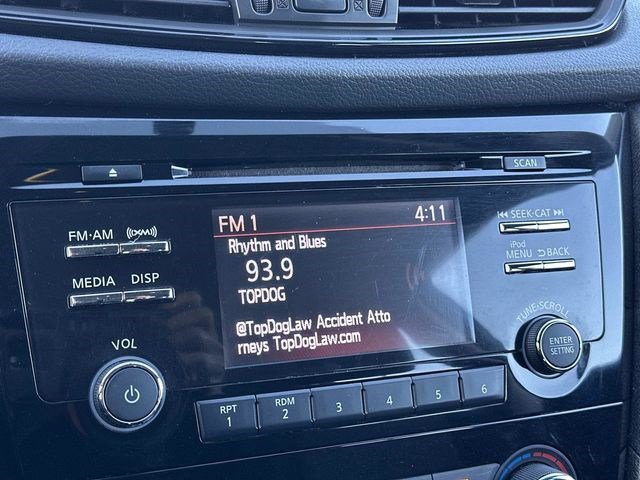 SCAN
FM 1 4:11
Rhythm and Blues
93.9
TOPDOG
@TopDogLaw Accident Atto
rneys TopDogLaw.com
FM·AM ((XM))
MEDIA DISP
VOL
SEEK·CAT
iPod
MENU BACK
TUNE·SCROLL
ENTER
SETTING
RPT RDM
1 2 3 4 5 6